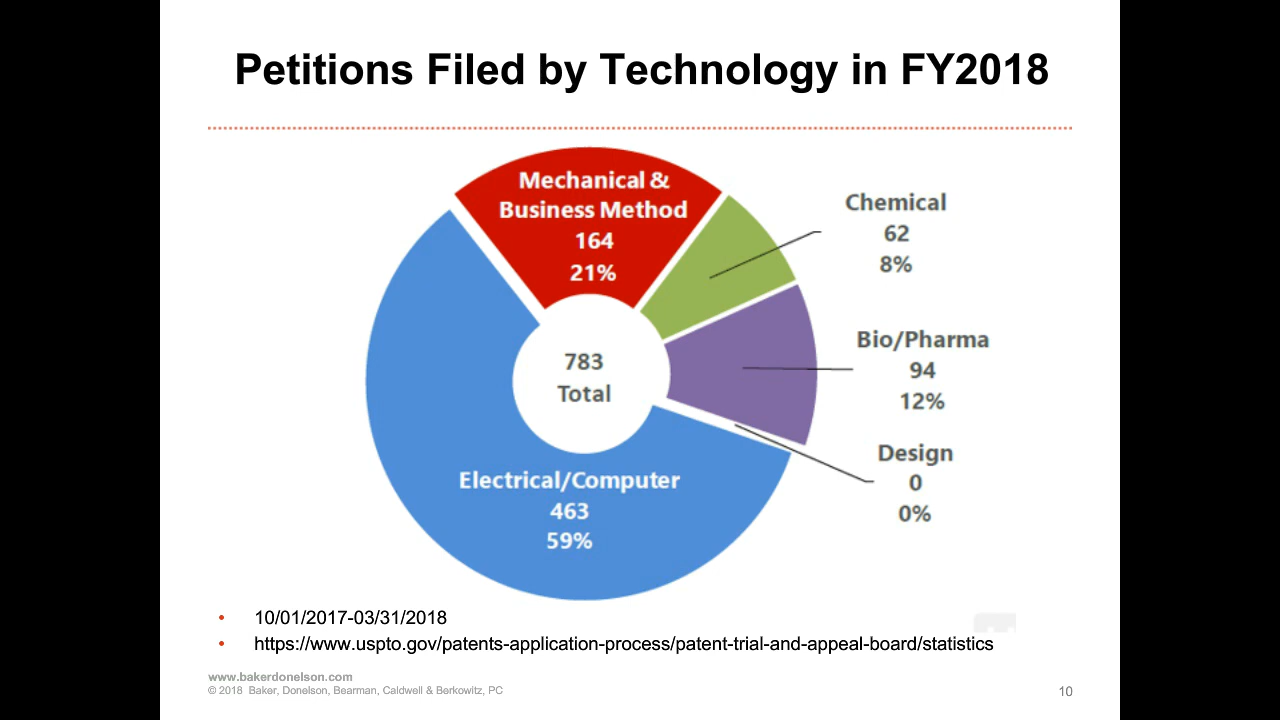 Petitions Filed by Technology in FY2018
Mechanical &
Business Method
164
21%
Chemical
62
8%
Bio/Pharma
94
12%
Design
0
0%
783
Total
Electrical/Computer
463
59%
• 10/01/2017-03/31/2018
• https://www.uspto.gov/patents-application-process/patent-trial-and-appeal-board/statistics
www.bakerdonelson.com
© 2018 Baker, Donelson, Bearman, Caldwell & Berkowitz, PC
10